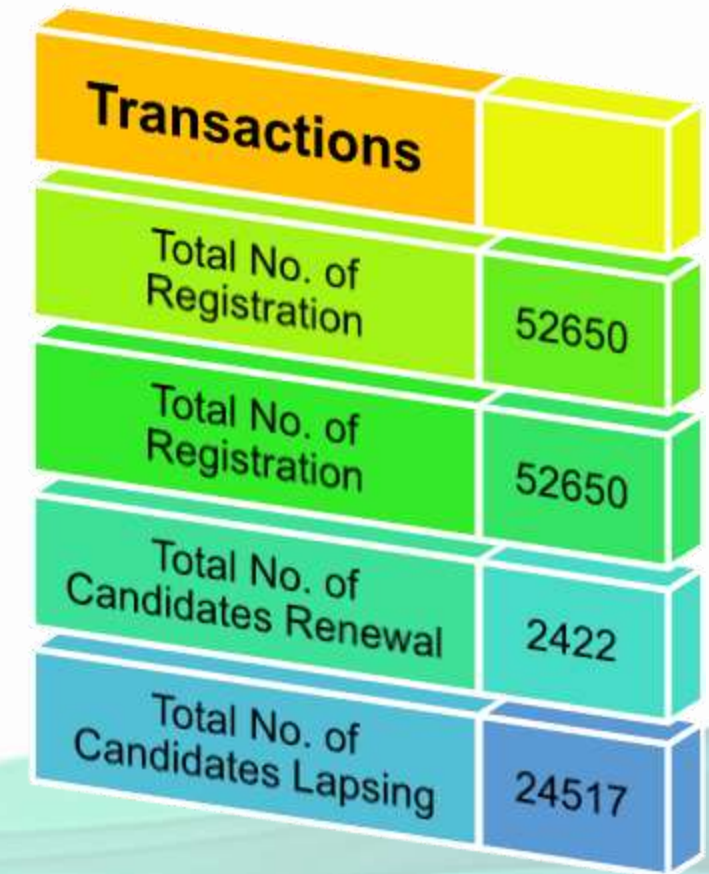 Transactions
Total No. of
Registration
52650
Total No. of
Registration
52650
Total No. of
Candidates Renewal
2422
Total No. of
Candidates Lapsing
24517